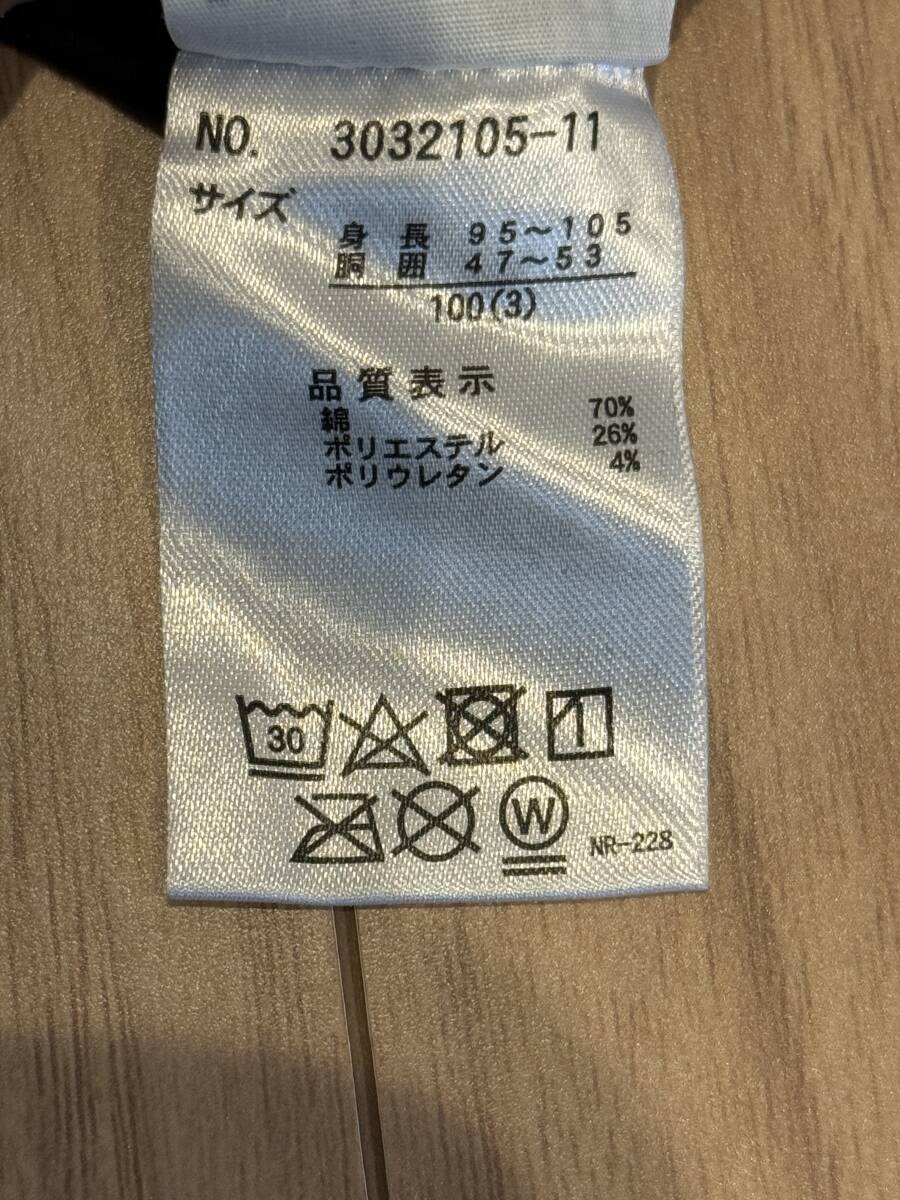 NO. 3032105-11
サイズ
身長 95〜105
胴囲 47〜53
100(3)
品質表示
綿 70%
ポリエステル 26%
ポリウレタン 4%
30
1
W
NR-228